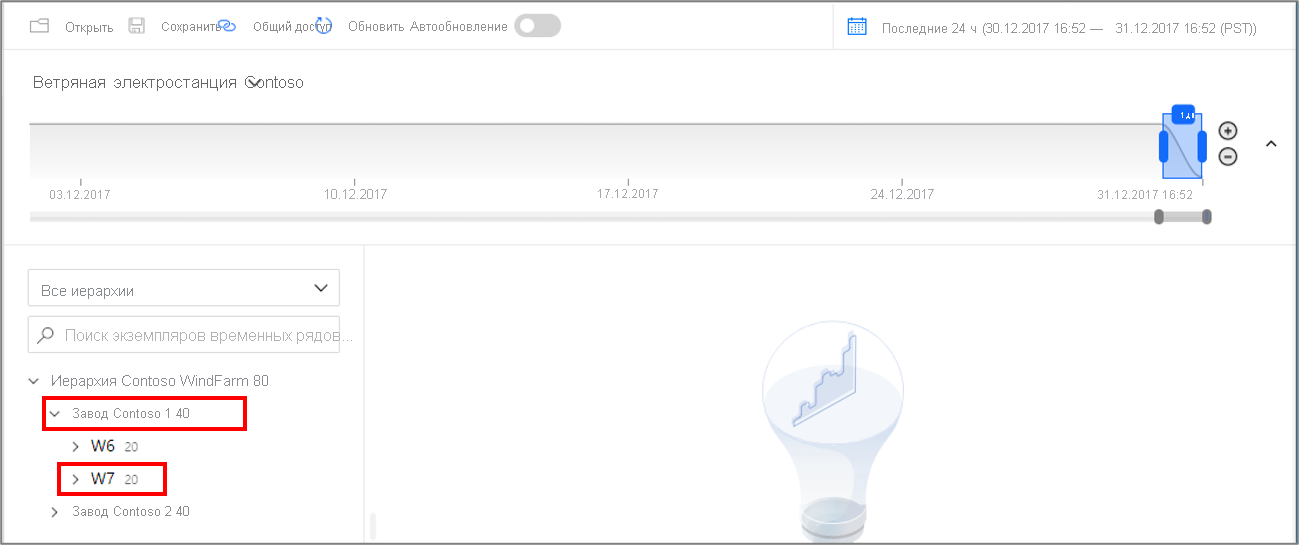 Открыть Сохранить Общий доступ Обновить Автообновление Последние 24 ч (30.12.2017 16:52 — 31.12.2017 16:52 (PST))
Ветряная электростанция Contoso
03.12.2017 10.12.2017 17.12.2017 24.12.2017 31.12.2017 16:52
Все иерархии
Поиск экземпляров временных рядов...
Иерархия Contoso WindFarm 80
Завод Contoso 1 40
W6 20
W7 20
Завод Contoso 2 40